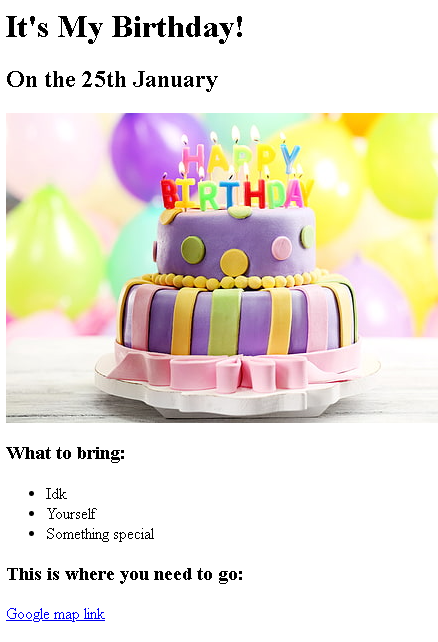 It's My Birthday!
On the 25th January
HAPPY
BIRTHDAY
What to bring:
Idk
Yourself
Something special
This is where you need to go:
Google map link